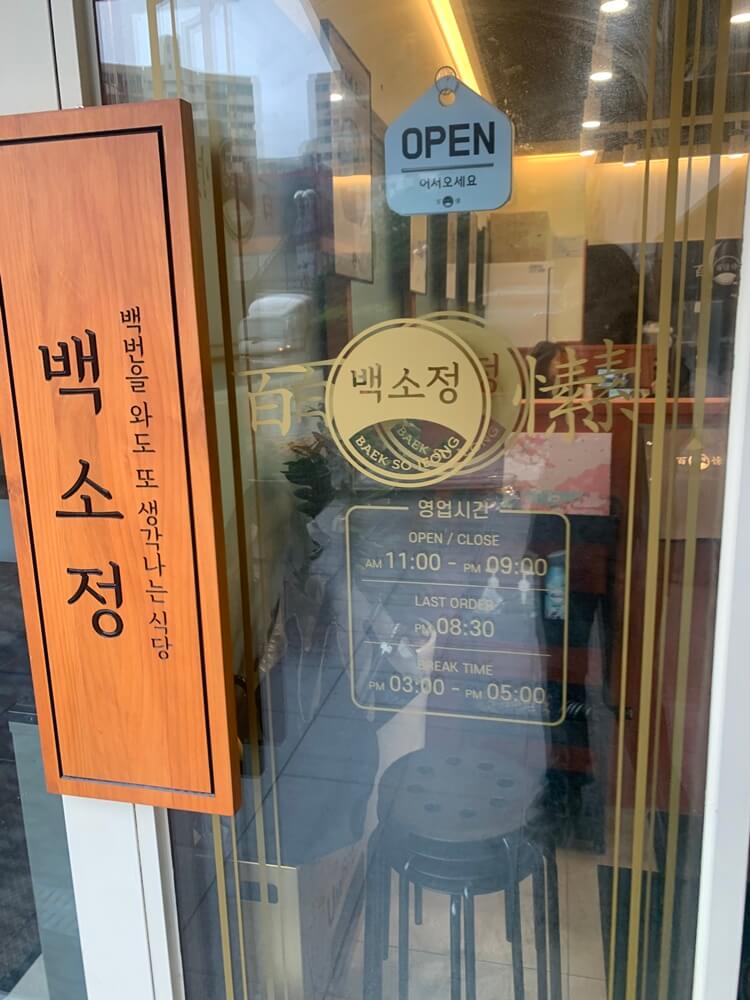 OPEN
어서오세요
백소정
백번을 와도 또 생각나는 식당
백소정
BAEK SO JEONG
百
愫
영업시간
OPEN / CLOSE
AM 11:00 - PM 09:00
LAST ORDER
PM 08:30
BREAK TIME
PM 03:00 - PM 05:00